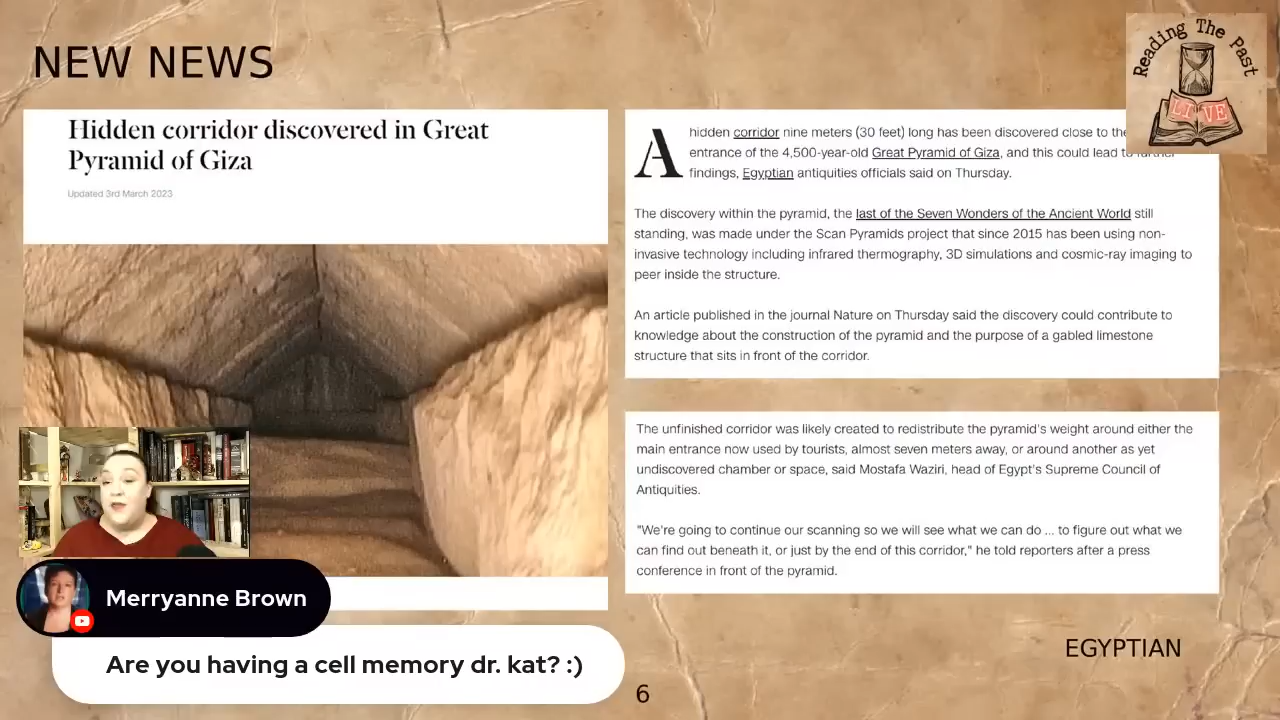 NEW NEWS
Reading The Past
LIVE
Hidden corridor discovered in Great
Pyramid of Giza
Updated 3rd March 2023
A hidden corridor nine meters (30 feet) long has been discovered close to the
entrance of the 4,500-year-old Great Pyramid of Giza, and this could lead to further
findings, Egyptian antiquities officials said on Thursday.
The discovery within the pyramid, the last of the Seven Wonders of the Ancient World still
standing, was made under the Scan Pyramids project that since 2015 has been using non-
invasive technology including infrared thermography, 3D simulations and cosmic-ray imaging to
peer inside the structure.
An article published in the journal Nature on Thursday said the discovery could contribute to
knowledge about the construction of the pyramid and the purpose of a gabled limestone
structure that sits in front of the corridor.
The unfinished corridor was likely created to redistribute the pyramid's weight around either the
main entrance now used by tourists, almost seven meters away, or around another as yet
undiscovered chamber or space, said Mostafa Waziri, head of Egypt's Supreme Council of
Antiquities.
"We're going to continue our scanning so we will see what we can do ... to figure out what we
can find out beneath it, or just by the end of this corridor," he told reporters after a press
conference in front of the pyramid.
Merryanne Brown
Are you having a cell memory dr. kat? :)
EGYPTIAN
6